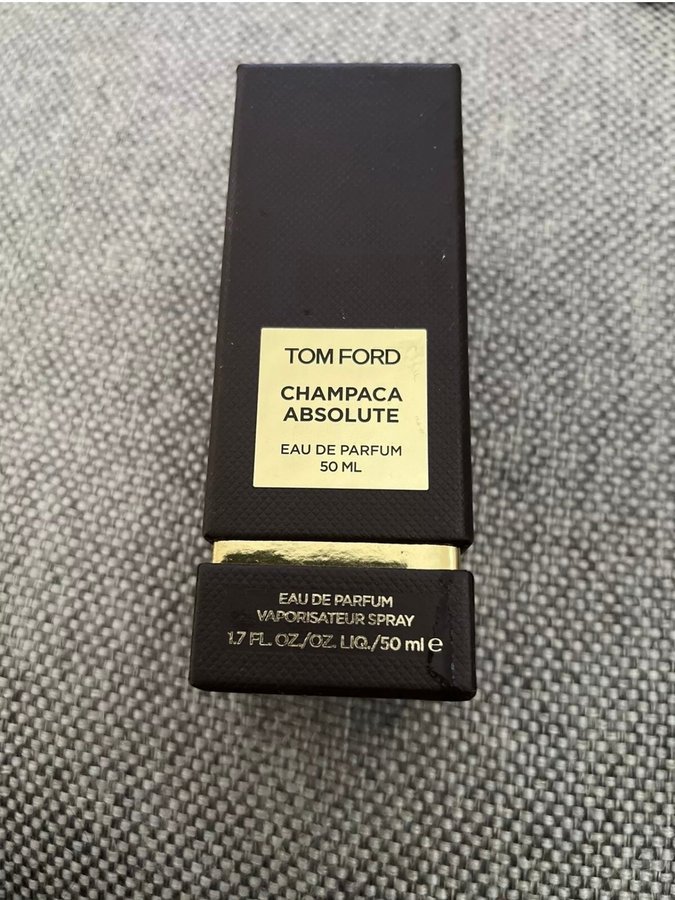 TOM FORD
CHAMPACA
ABSOLUTE
EAU DE PARFUM
50 ML
EAU DE PARFUM
VAPORISATEUR SPRAY
1.7 FL. OZ./OZ. LIQ./50 ml ℮